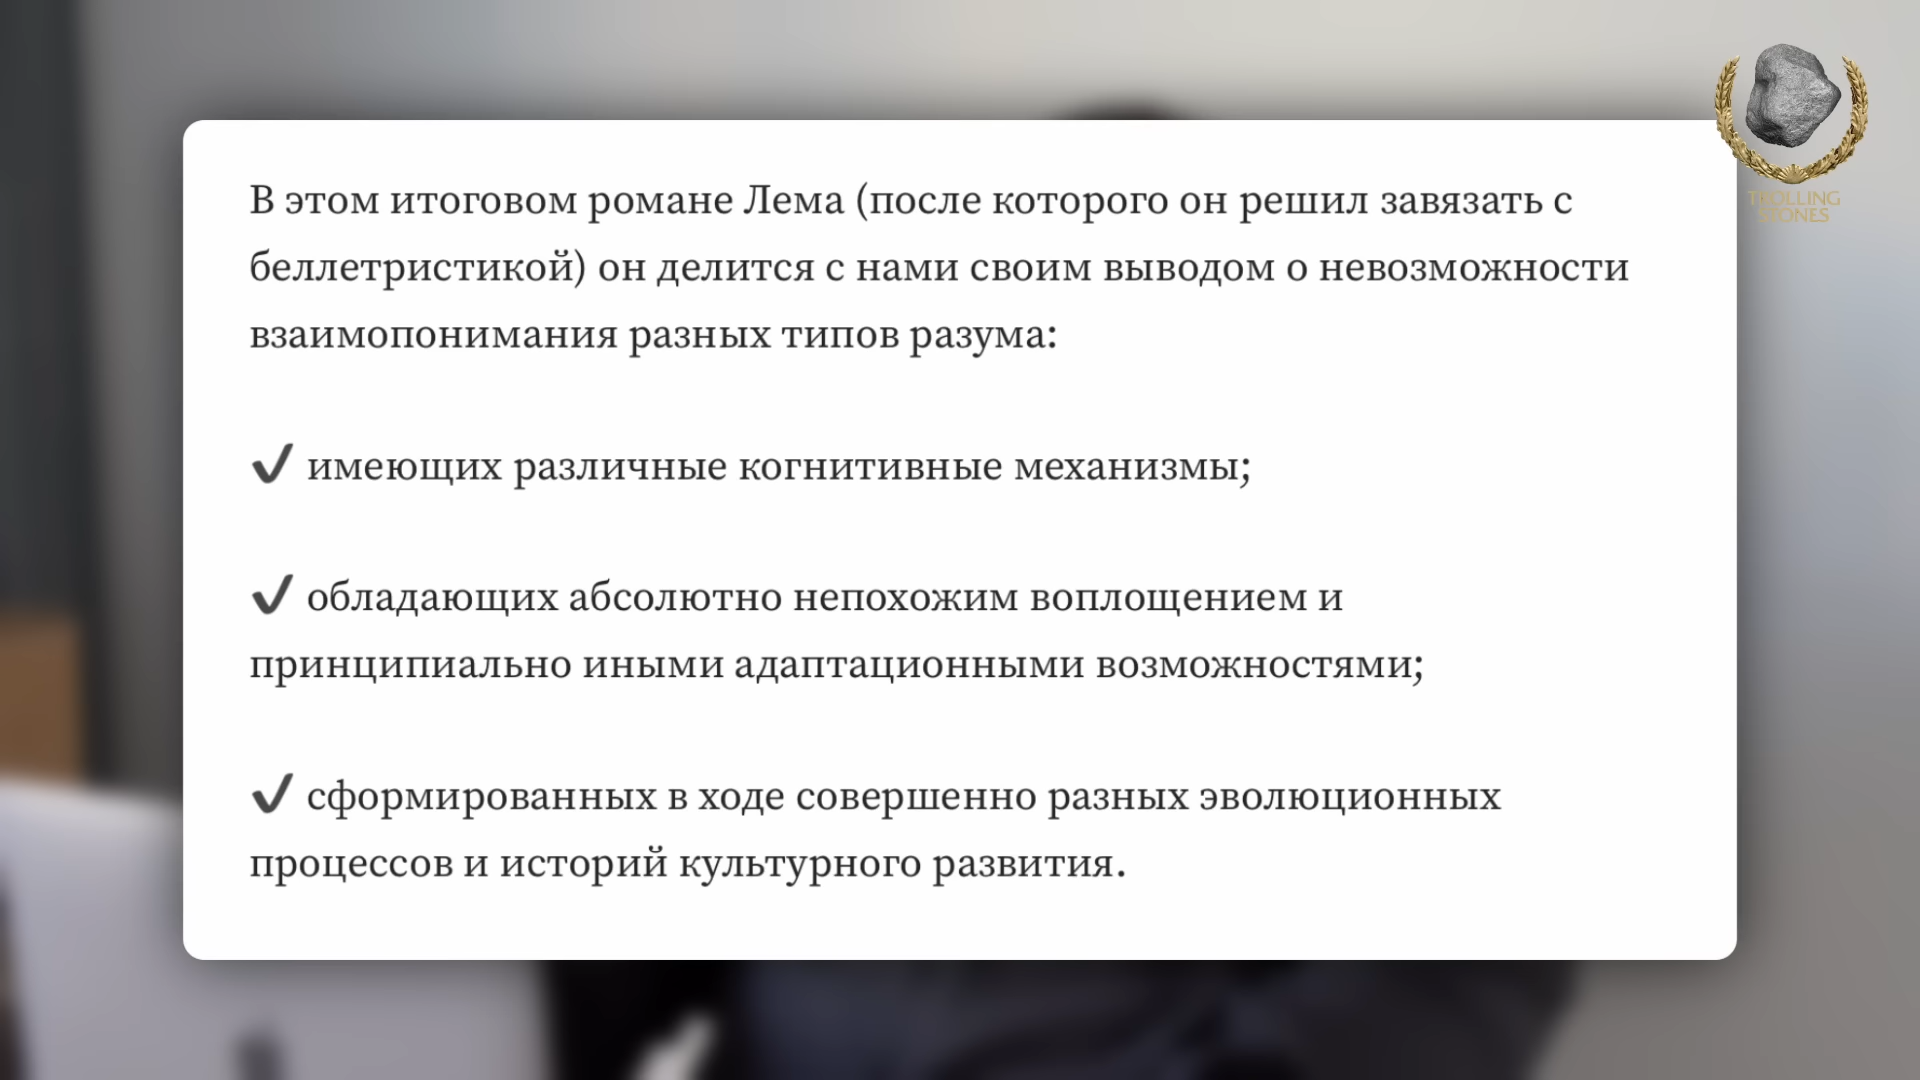 В этом итоговом романе Лема (после которого он решил завязать с
беллетристикой) он делится с нами своим выводом о невозможности
взаимопонимания разных типов разума:
✔ имеющих различные когнитивные механизмы;
✔ обладающих абсолютно непохожим воплощением и
принципиально иными адаптационными возможностями;
✔ сформированных в ходе совершенно разных эволюционных
процессов и историй культурного развития.
TROLLING
STONES